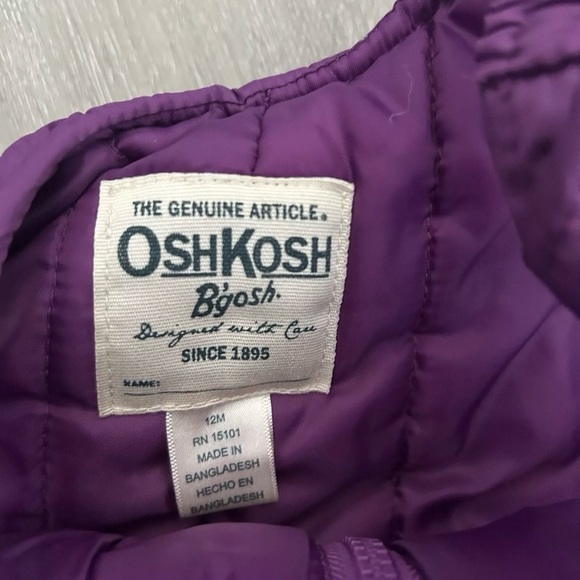 THE GENUINE ARTICLE®
OSHKOSH
B'gosh.
Designed with Care
SINCE 1895
NAME:
12M
RN 15101
MADE IN
BANGLADESH
HECHO EN
BANGLADESH